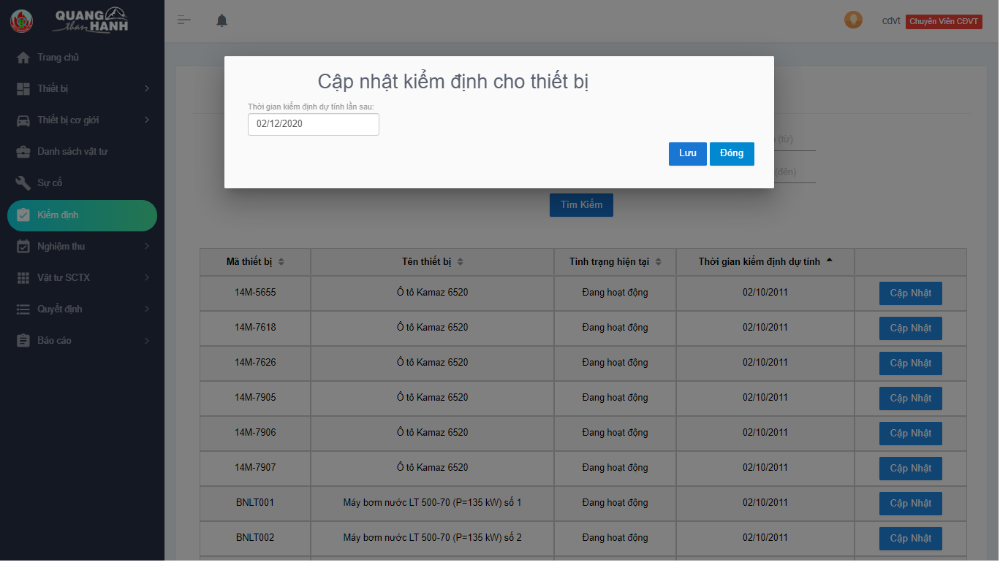 QUANG
than HẠNH
cdvt Chuyên Viên CĐVT
Trang chủ
Thiết bị
Thiết bị cơ giới
Danh sách vật tư
Sự cố
Kiểm định
Nghiệm thu
Vật tư SCTX
Quyết định
Báo cáo
Cập nhật kiểm định cho thiết bị
Thời gian kiểm định dự tính lần sau:
02/12/2020
Lưu Đóng
(từ)
(đến)
Tìm Kiếm
Mã thiết bị Tên thiết bị Tình trạng hiện tại Thời gian kiểm định dự tính
14M-5655 Ô tô Kamaz 6520 Đang hoạt động 02/10/2011 Cập Nhật
14M-7618 Ô tô Kamaz 6520 Đang hoạt động 02/10/2011 Cập Nhật
14M-7626 Ô tô Kamaz 6520 Đang hoạt động 02/10/2011 Cập Nhật
14M-7905 Ô tô Kamaz 6520 Đang hoạt động 02/10/2011 Cập Nhật
14M-7906 Ô tô Kamaz 6520 Đang hoạt động 02/10/2011 Cập Nhật
14M-7907 Ô tô Kamaz 6520 Đang hoạt động 02/10/2011 Cập Nhật
BNLT001 Máy bơm nước LT 500-70 (P=135 kW) số 1 Đang hoạt động 02/10/2011 Cập Nhật
BNLT002 Máy bơm nước LT 500-70 (P=135 kW) số 2 Đang hoạt động 02/10/2011 Cập Nhật